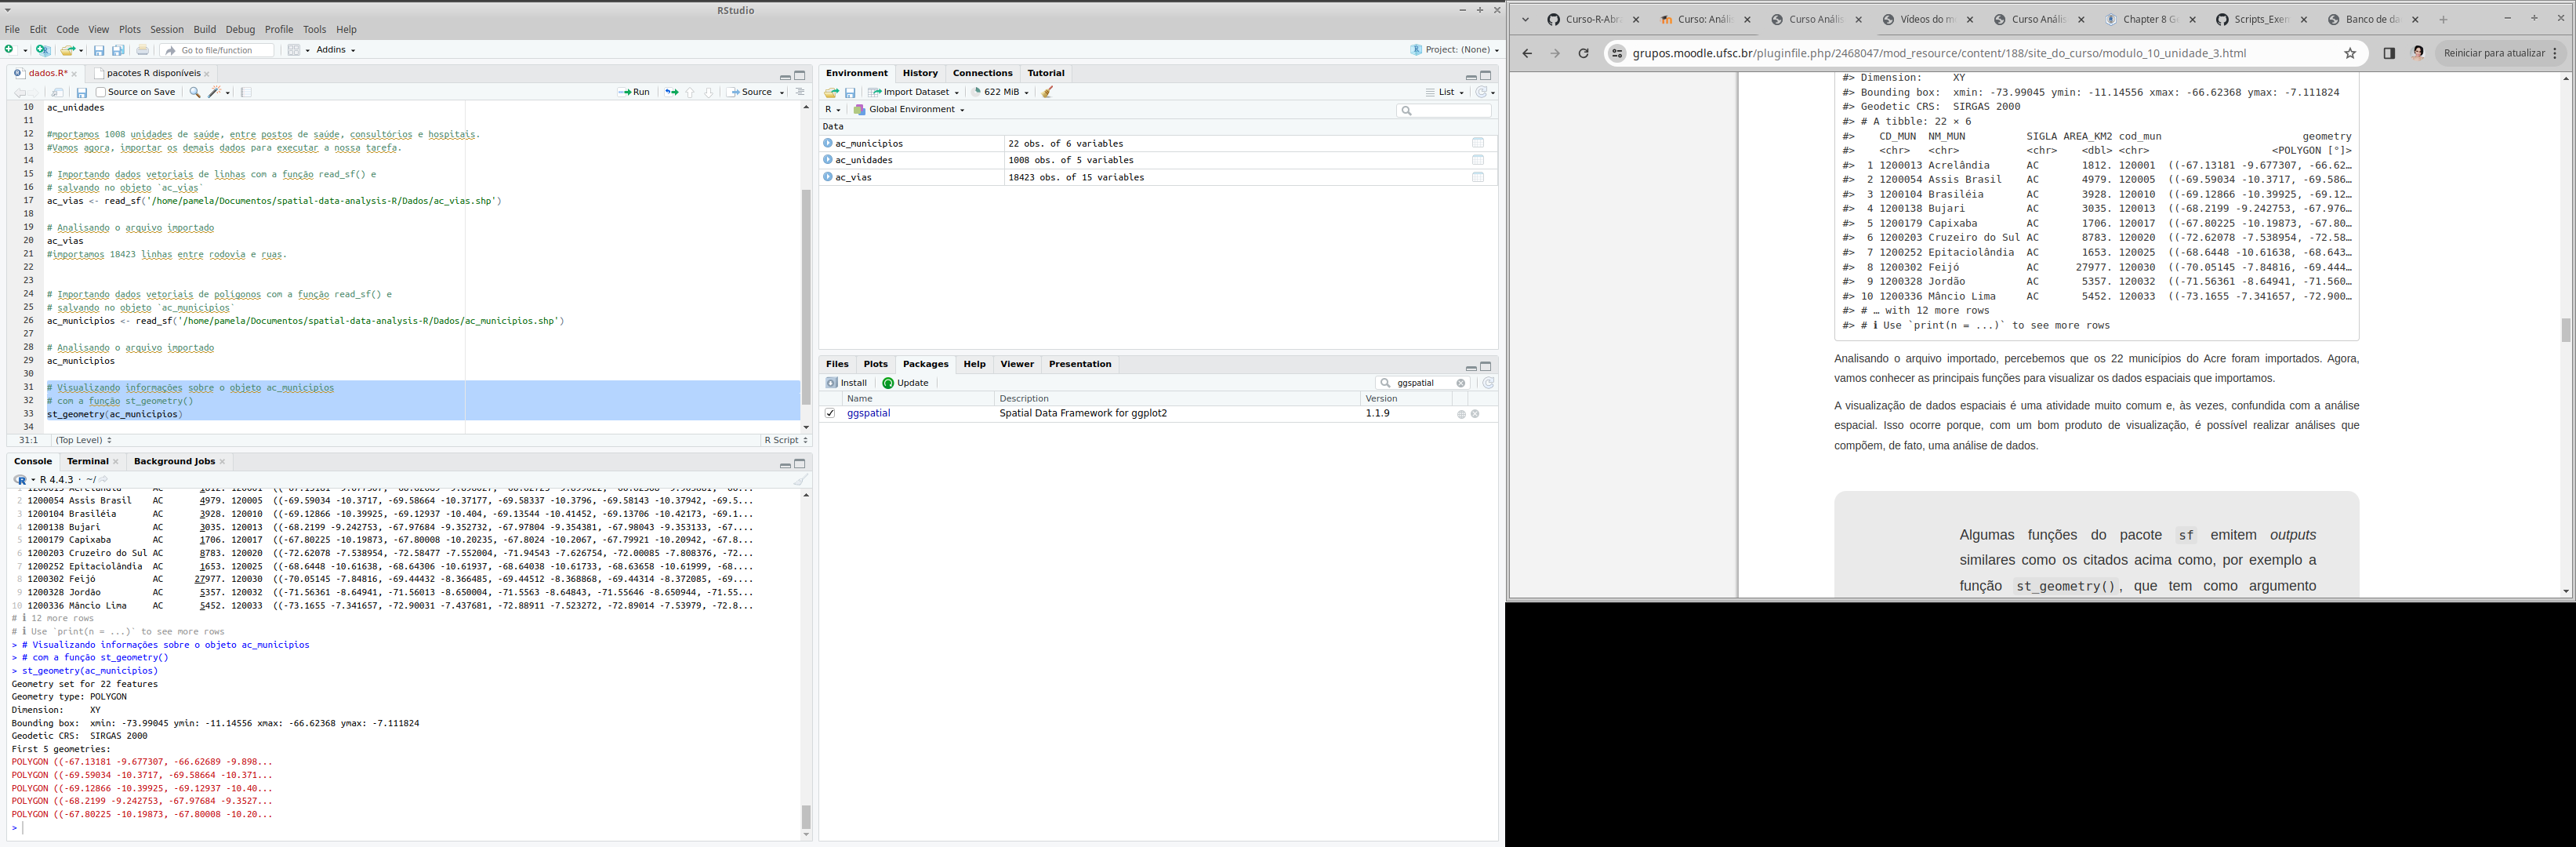 RStudio
File Edit Code View Plots Session Build Debug Profile Tools Help
Go to file/function Addins Project: (None)
dados.R* pacotes R disponíveis
Source on Save Run Source
10 ac_unidades
11
12 #mportamos 1008 unidades de saúde, entre postos de saúde, consultórios e hospitais.
13 #Vamos agora, importar os demais dados para executar a nossa tarefa.
14
15 # Importando dados vetoriais de linhas com a função read_sf() e
16 # salvando no objeto `ac_vias`
17 ac_vias <- read_sf('/home/pamela/Documentos/spatial-data-analysis-R/Dados/ac_vias.shp')
18
19 # Analisando o arquivo importado
20 ac_vias
21 #importamos 18423 linhas entre rodovia e ruas.
22
23
24 # Importando dados vetoriais de polígonos com a função read_sf() e
25 # salvando no objeto `ac_municipios`
26 ac_municipios <- read_sf('/home/pamela/Documentos/spatial-data-analysis-R/Dados/ac_municipios.shp')
27
28 # Analisando o arquivo importado
29 ac_municipios
30
31 # Visualizando informações sobre o objeto ac_municipios
32 # com a função st_geometry()
33 st_geometry(ac_municipios)
34
31:1 (Top Level) R Script
Console Terminal Background Jobs
R 4.4.3 · ~/
2 1200054 Assis Brasil AC 4979. 120005 ((-69.59034 -10.3717, -69.58664 -10.37177, -69.58337 -10.3796, -69.58143 -10.37942, -69.5...
3 1200104 Brasiléia AC 3928. 120010 ((-69.12866 -10.39925, -69.12937 -10.404, -69.13544 -10.41452, -69.13706 -10.42173, -69.1...
4 1200138 Bujari AC 3035. 120013 ((-68.2199 -9.242753, -67.97684 -9.352732, -67.97804 -9.354381, -67.98043 -9.353133, -67....
5 1200179 Capixaba AC 1706. 120017 ((-67.80225 -10.19873, -67.80008 -10.20235, -67.8024 -10.2067, -67.79921 -10.20942, -67.8...
6 1200203 Cruzeiro do Sul AC 8783. 120020 ((-72.62078 -7.538954, -72.58477 -7.552004, -71.94543 -7.626754, -72.00085 -7.808376, -72...
7 1200252 Epitaciolândia AC 1653. 120025 ((-68.6448 -10.61638, -68.64306 -10.61937, -68.64038 -10.61733, -68.63658 -10.61999, -68....
8 1200302 Feijó AC 27977. 120030 ((-70.05145 -7.84816, -69.44432 -8.366485, -69.44512 -8.368868, -69.44314 -8.372085, -69....
9 1200328 Jordão AC 5357. 120032 ((-71.56361 -8.64941, -71.56013 -8.650004, -71.5563 -8.64843, -71.55646 -8.650944, -71.55...
10 1200336 Mâncio Lima AC 5452. 120033 ((-73.1655 -7.341657, -72.90031 -7.437681, -72.88911 -7.523272, -72.89014 -7.53979, -72.8...
# ℹ 12 more rows
# ℹ Use `print(n = ...)` to see more rows
> # Visualizando informações sobre o objeto ac_municipios
> # com a função st_geometry()
> st_geometry(ac_municipios)
Geometry set for 22 features
Geometry type: POLYGON
Dimension: XY
Bounding box: xmin: -73.99045 ymin: -11.14556 xmax: -66.62368 ymax: -7.111824
Geodetic CRS: SIRGAS 2000
First 5 geometries:
POLYGON ((-67.13181 -9.677307, -66.62689 -9.898...
POLYGON ((-69.59034 -10.3717, -69.58664 -10.371...
POLYGON ((-69.12866 -10.39925, -69.12937 -10.40...
POLYGON ((-68.2199 -9.242753, -67.97684 -9.3527...
POLYGON ((-67.80225 -10.19873, -67.80008 -10.20...
>
Environment History Connections Tutorial
Import Dataset 622 MiB List
R Global Environment
Data
ac_municipios 22 obs. of 6 variables
ac_unidades 1008 obs. of 5 variables
ac_vias 18423 obs. of 15 variables
Files Plots Packages Help Viewer Presentation
Install Update ggspatial
Name Description Version
ggspatial Spatial Data Framework for ggplot2 1.1.9
Curso-R-Abr Curso: Análi Curso Anális Vídeos do m Curso Anális Chapter 8 G Scripts_Exem Banco de da
grupos.moodle.ufsc.br/pluginfile.php/2468047/mod_resource/content/188/site_do_curso/modulo_10_unidade_3.html Reiniciar para atualizar
#> Dimension: XY
#> Bounding box: xmin: -73.99045 ymin: -11.14556 xmax: -66.62368 ymax: -7.111824
#> Geodetic CRS: SIRGAS 2000
#> # A tibble: 22 × 6
#> CD_MUN NM_MUN SIGLA AREA_KM2 cod_mun geometry
#> <chr> <chr> <chr> <dbl> <chr> <POLYGON [°]>
#> 1 1200013 Acrelândia AC 1812. 120001 ((-67.13181 -9.677307, -66.62…
#> 2 1200054 Assis Brasil AC 4979. 120005 ((-69.59034 -10.3717, -69.586…
#> 3 1200104 Brasiléia AC 3928. 120010 ((-69.12866 -10.39925, -69.12…
#> 4 1200138 Bujari AC 3035. 120013 ((-68.2199 -9.242753, -67.976…
#> 5 1200179 Capixaba AC 1706. 120017 ((-67.80225 -10.19873, -67.80…
#> 6 1200203 Cruzeiro do Sul AC 8783. 120020 ((-72.62078 -7.538954, -72.58…
#> 7 1200252 Epitaciolândia AC 1653. 120025 ((-68.6448 -10.61638, -68.643…
#> 8 1200302 Feijó AC 27977. 120030 ((-70.05145 -7.84816, -69.444…
#> 9 1200328 Jordão AC 5357. 120032 ((-71.56361 -8.64941, -71.560…
#> 10 1200336 Mâncio Lima AC 5452. 120033 ((-73.1655 -7.341657, -72.900…
#> # … with 12 more rows
#> # ℹ Use `print(n = ...)` to see more rows
Analisando o arquivo importado, percebemos que os 22 municípios do Acre foram importados. Agora,
vamos conhecer as principais funções para visualizar os dados espaciais que importamos.
A visualização de dados espaciais é uma atividade muito comum e, às vezes, confundida com a análise
espacial. Isso ocorre porque, com um bom produto de visualização, é possível realizar análises que
compõem, de fato, uma análise de dados.
Algumas funções do pacote sf emitem outputs
similares como os citados acima como, por exemplo a
função st_geometry(), que tem como argumento